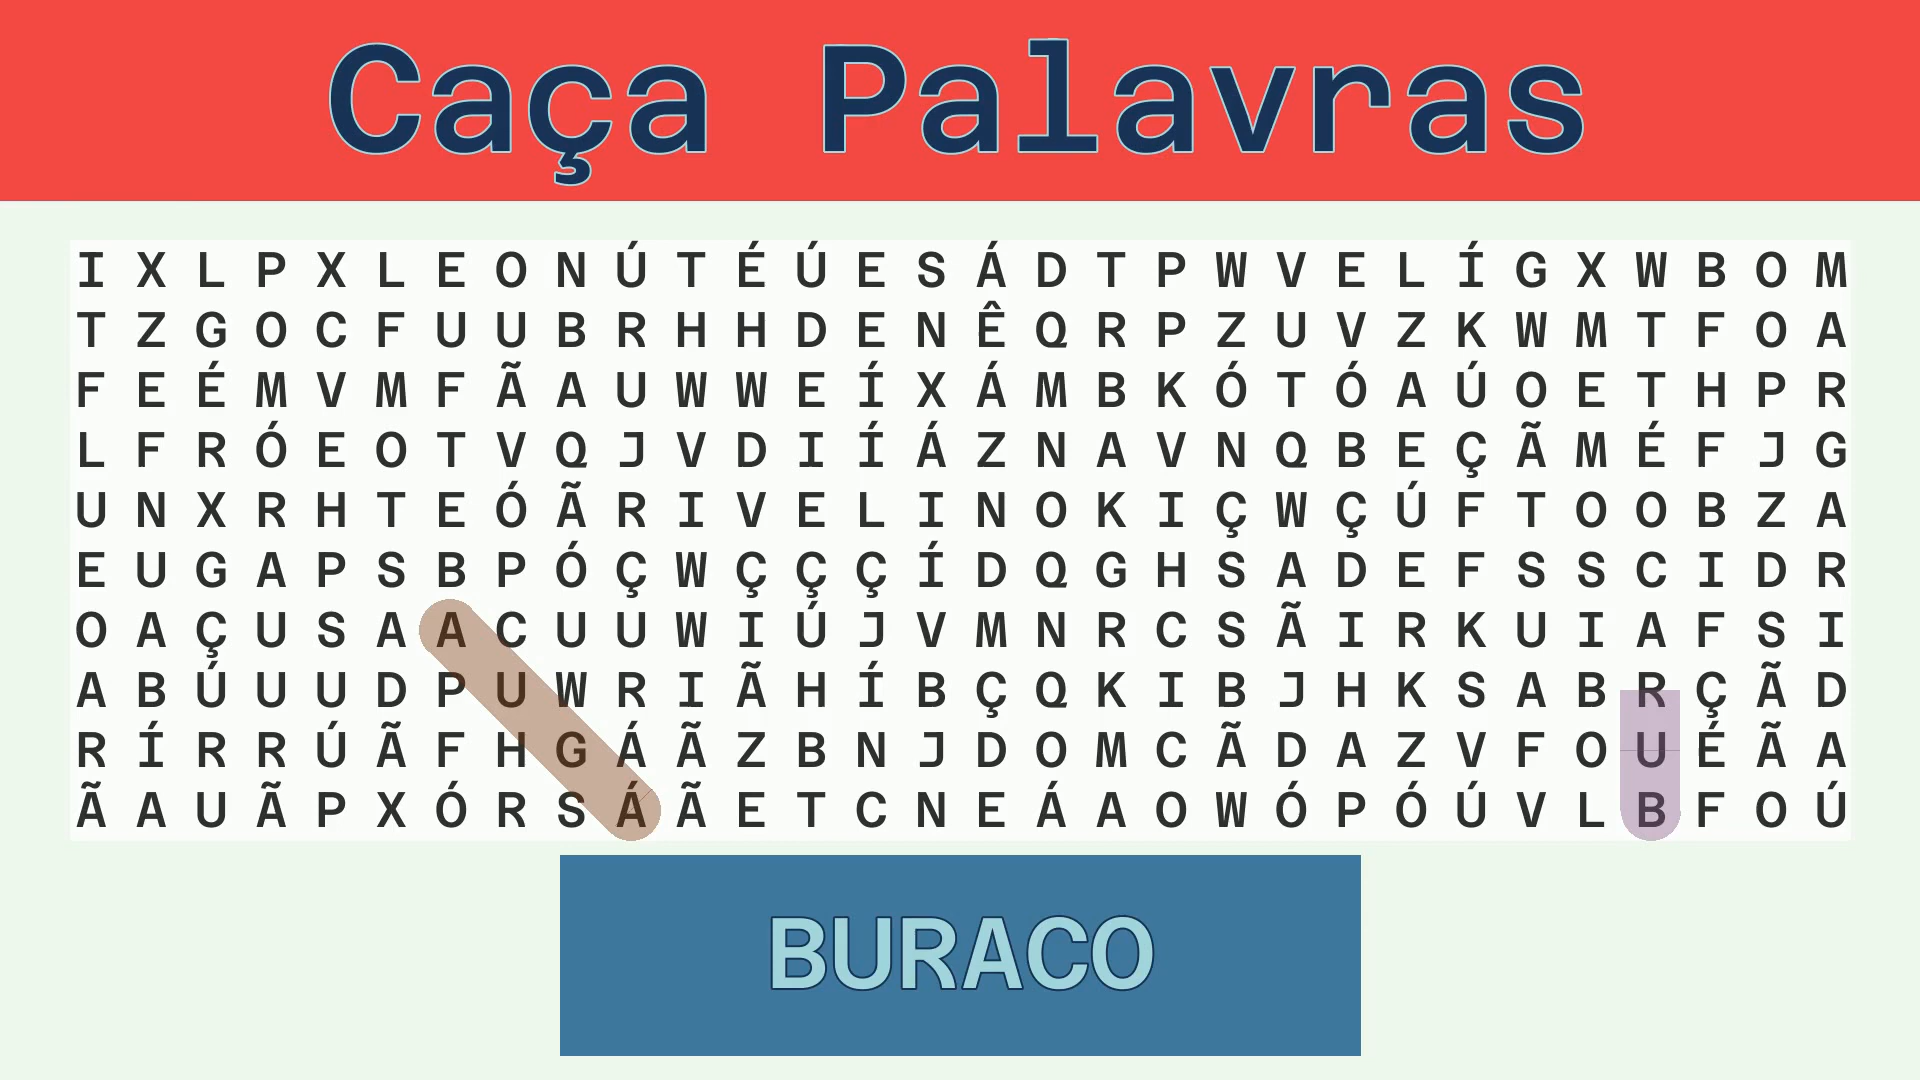 Caça Palavras
I X L P X L E O N Ú T É Ú E S Á D T P W V E L Í G X W B O M
T Z G O C F U U B R H H D E N Ê Q R P Z U V Z K W M T F O A
F E É M V M F Ã A U W W E Í X Á M B K Ó T Ó A Ú O E T H P R
L F R Ó E O T V Q J V D I Í Á Z N A V N Q B E Ç Ã M É F J G
U N X R H T E Ó Ã R I V E L I N O K I Ç W Ç Ú F T O O B Z A
E U G A P S B P Ó Ç W Ç Ç Ç Í D Q G H S A D E F S S C I D R
O A Ç U S A A C U U W I Ú J V M N R C S Ã I R K U I A F S I
A B Ú U U D P U W R I Ã H Í B Ç Q K I B J H K S A B R Ç Ã D
R Í R R Ú Ã F H G Á Ã Z B N J D O M C Ã D A Z V F O U É Ã A
Ã A U Ã P X Ó R S Á Ã E T C N E Á A O W Ó P Ó Ú V L B F O Ú
BURACO